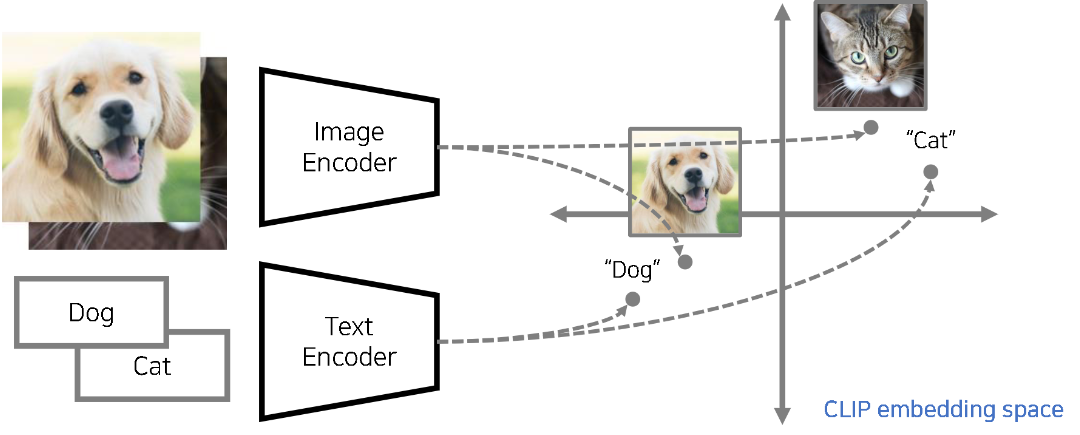 Image
Encoder
"Cat"
"Dog"
Dog
Cat
Text
Encoder
CLIP embedding space